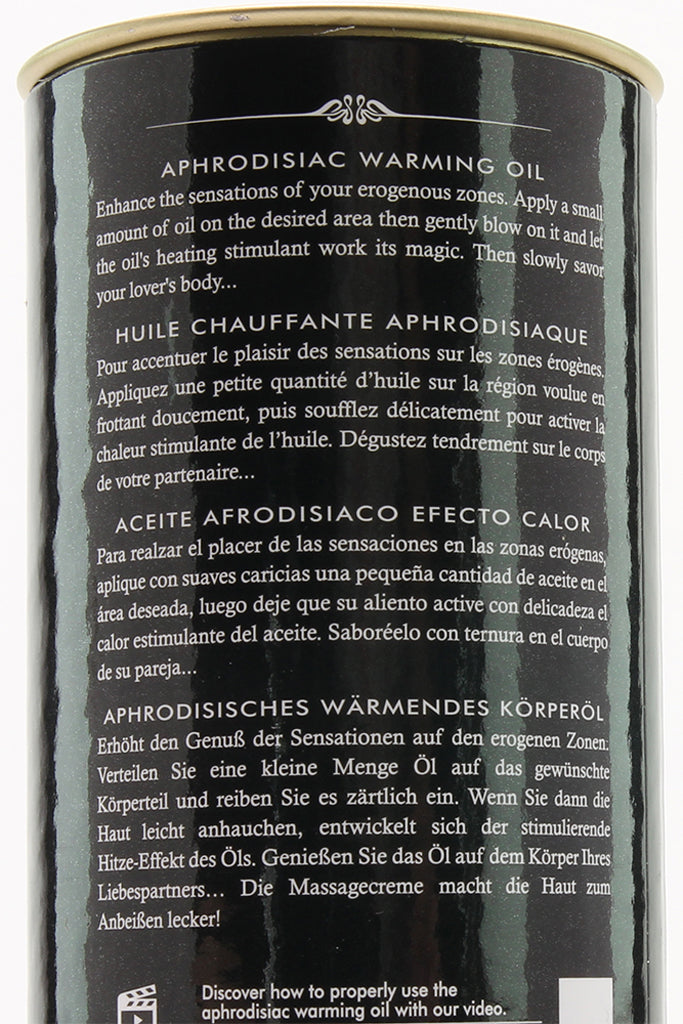 APHRODISIAC WARMING OIL
Enhance the sensations of your erogenous zones. Apply a small
amount of oil on the desired area then gently blow on it and let
the oil's heating stimulant work its magic. Then slowly savor
your lover's body...
HUILE CHAUFFANTE APHRODISIAQUE
Pour accentuer le plaisir des sensations sur les zones érogènes.
Appliquez une petite quantité d'huile sur la région voulue en
frottant doucement, puis soufflez délicatement pour activer la
chaleur stimulante de l'huile. Dégustez tendrement sur le corps
de votre partenaire...
ACEITE AFRODISIACO EFECTO CALOR
Para realzar el placer de las sensaciones en las zonas erógenas,
aplique con suaves caricias una pequeña cantidad de aceite en el
área deseada, luego deje que su aliento active con delicadeza el
calor estimulante del aceite. Saboréelo con ternura en el cuerpo
de su pareja...
APHRODISISCHES WÄRMENDES KÖRPERÖL
Erhöht den Genuß der Sensationen auf den erogenen Zonen.
Verteilen Sie eine kleine Menge Öl auf das gewünschte
Körperteil und reiben Sie es zärtlich ein. Wenn Sie dann die
Haut leicht anhauchen, entwickelt sich der stimulierende
Hitze-Effekt des Öls. Genießen Sie das Öl auf dem Körper Ihres
Liebespartners... Die Massagecreme macht die Haut zum
Anbeißen lecker!
Discover how to properly use the
aphrodisiac warming oil with our video.